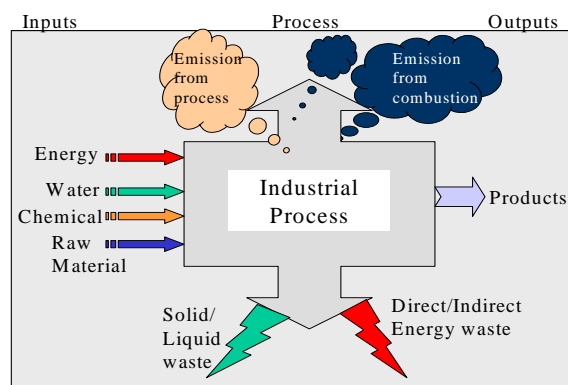 Inputs
Process
Outputs
Emission
from
process
Emission
from
combustion
Energy
Water
Chemical
Raw
Material
Industrial
Process
Products
Solid/
Liquid
waste
Direct/Indirect
Energy waste